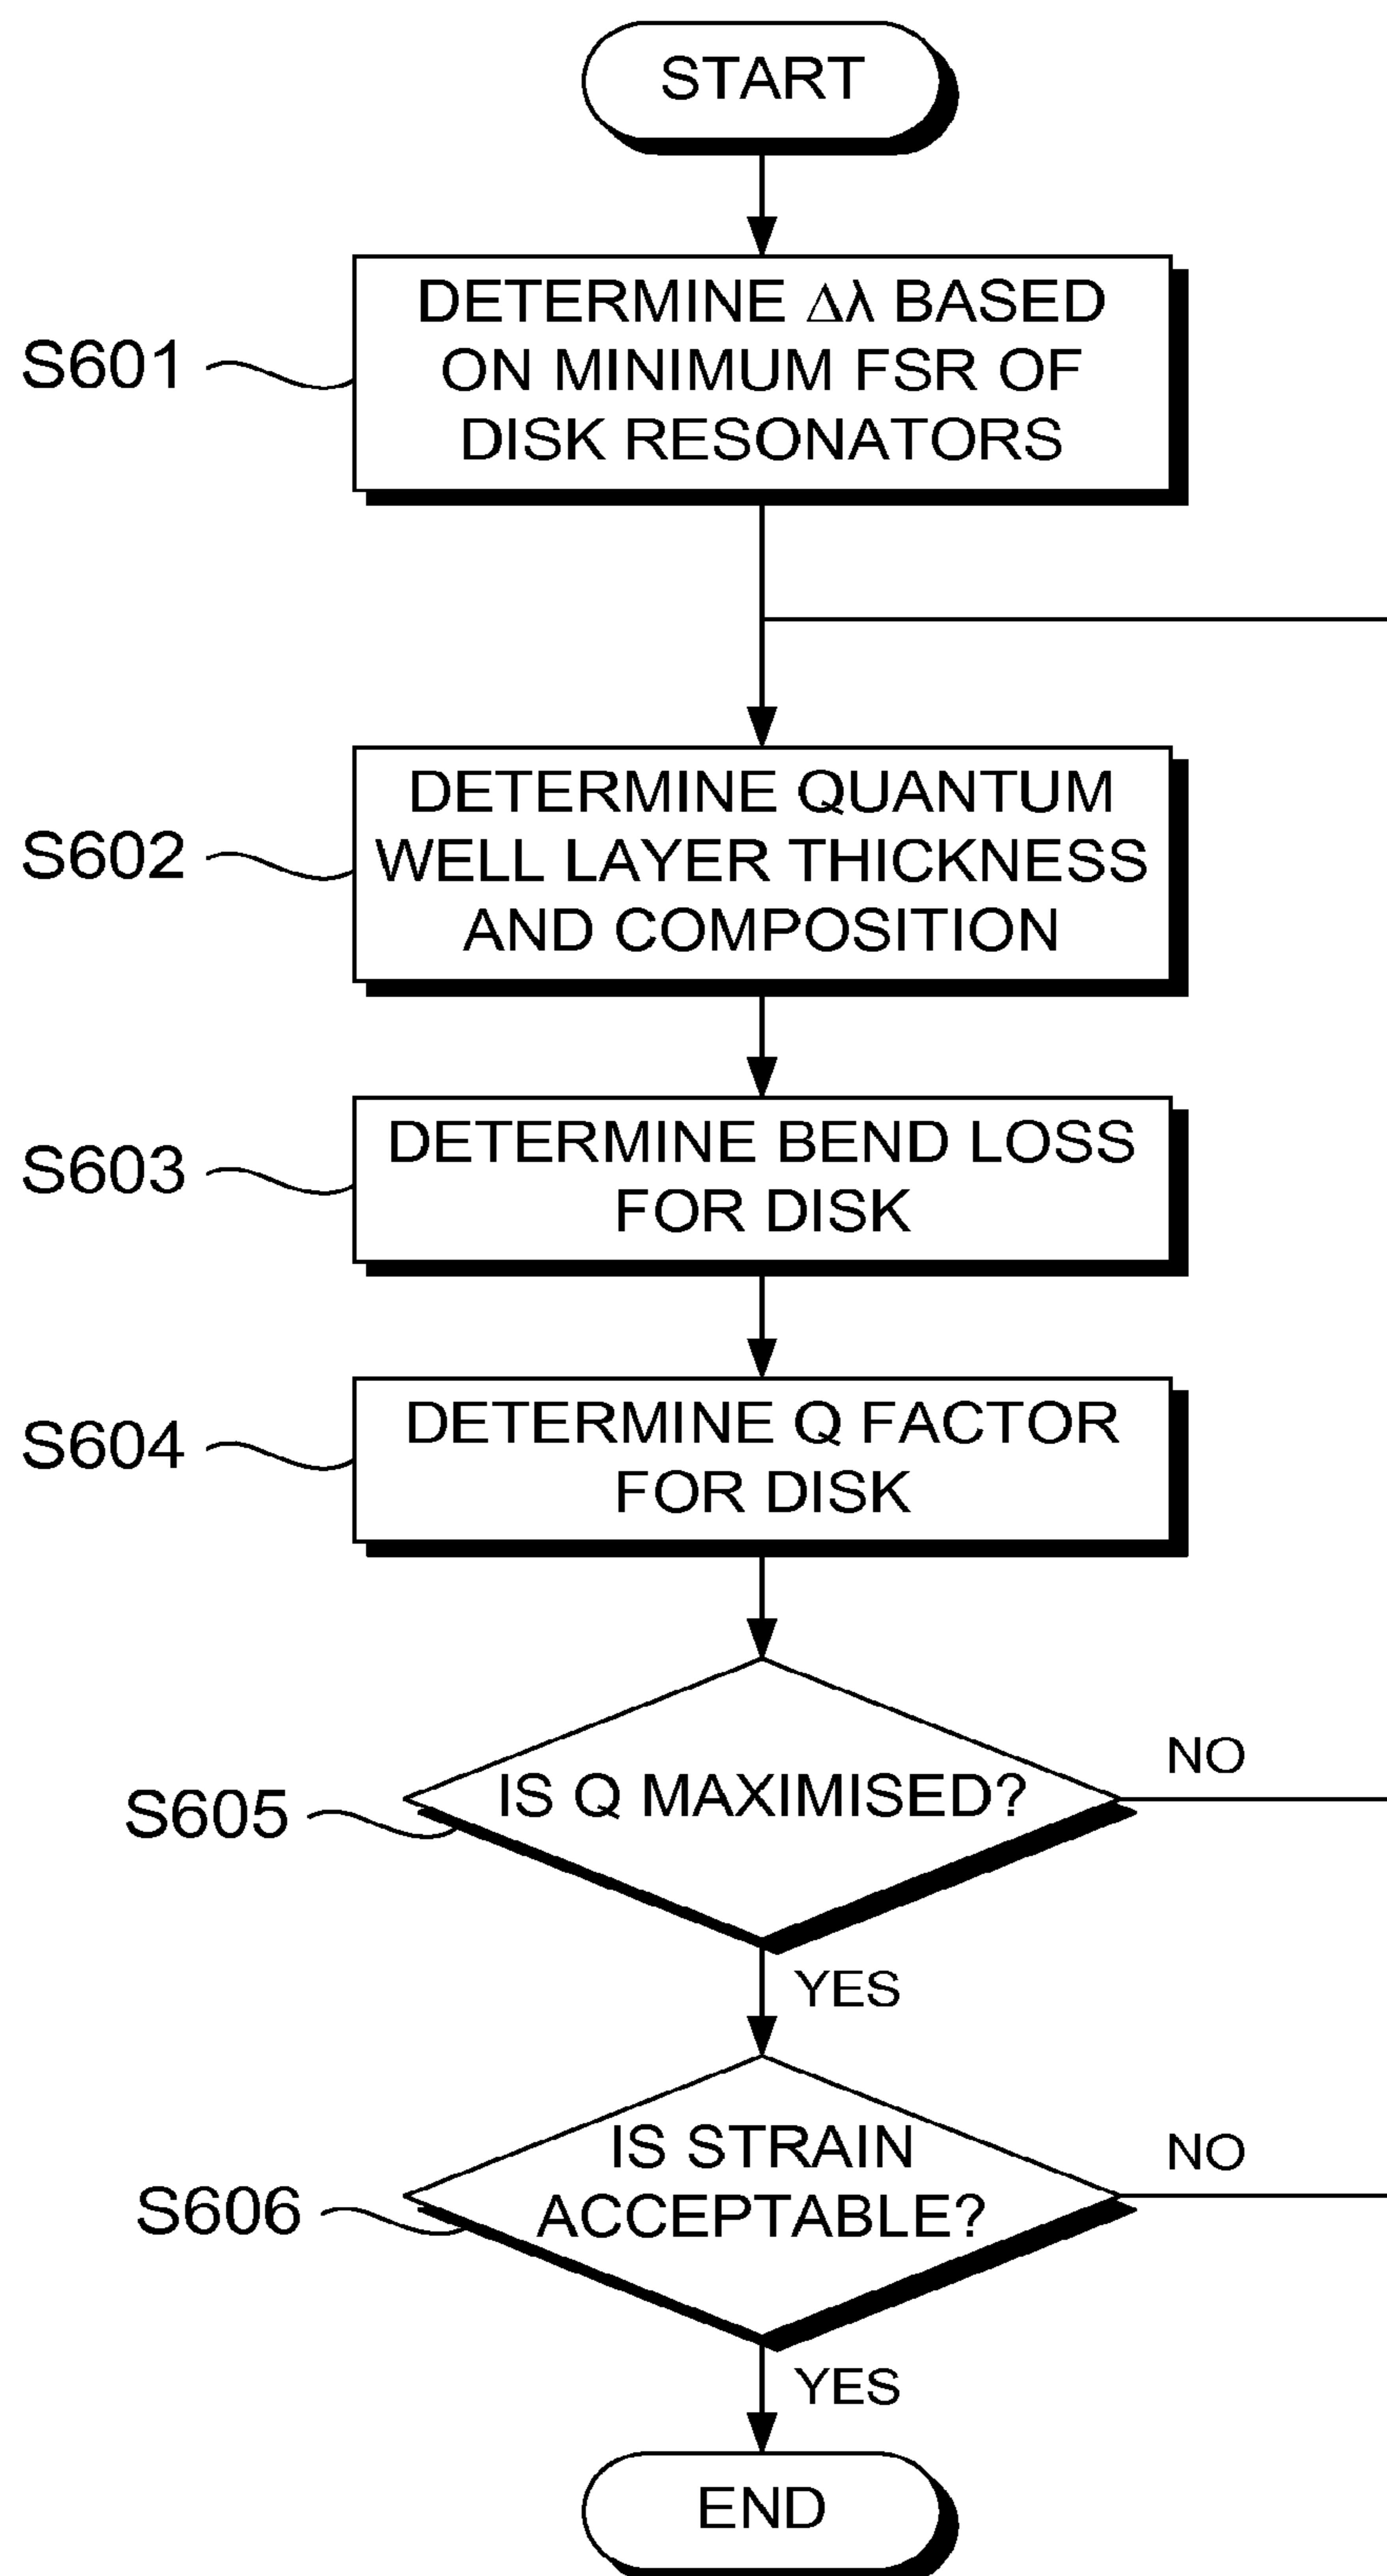 START
S601
DETERMINE Δλ BASED
ON MINIMUM FSR OF
DISK RESONATORS
S602
DETERMINE QUANTUM
WELL LAYER THICKNESS
AND COMPOSITION
S603
DETERMINE BEND LOSS
FOR DISK
S604
DETERMINE Q FACTOR
FOR DISK
S605
IS Q MAXIMISED?
NO
YES
S606
IS STRAIN
ACCEPTABLE?
NO
YES
END